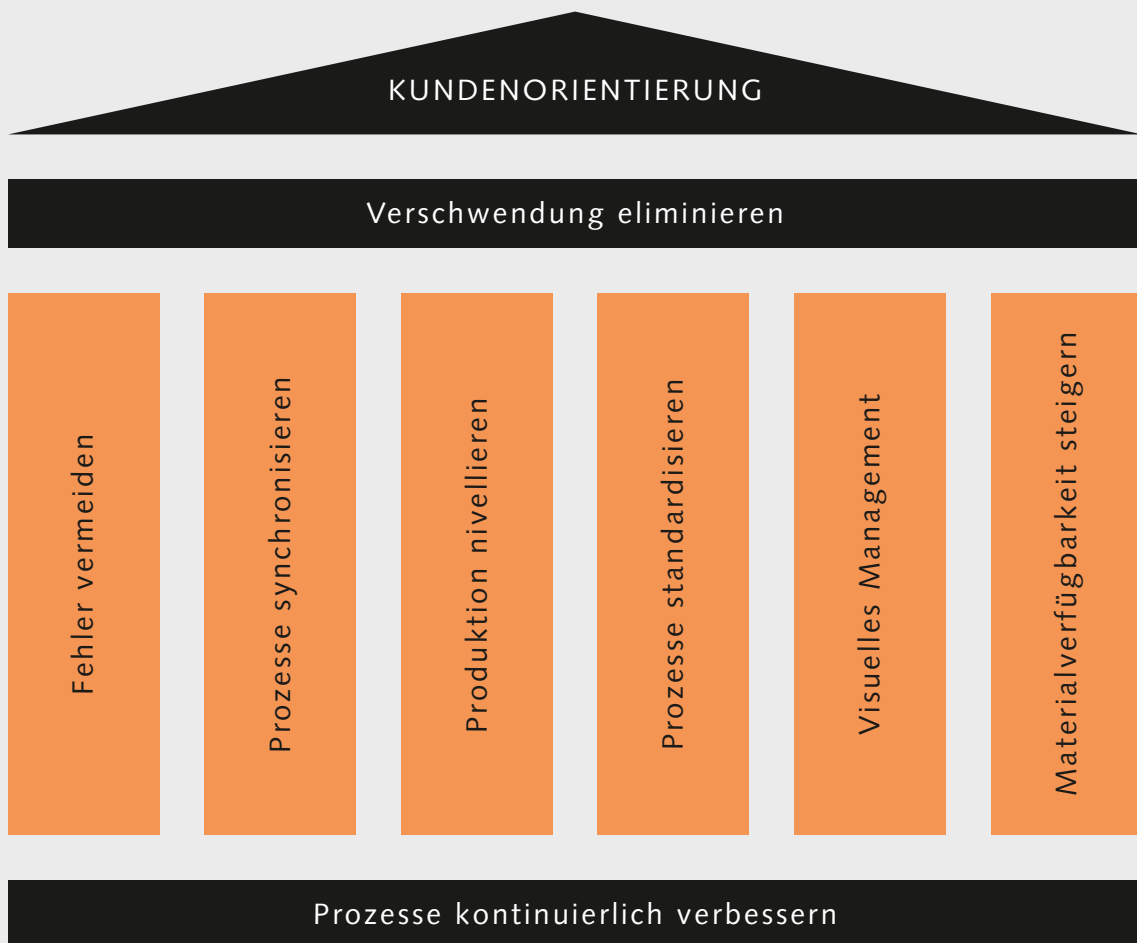 KUNDENORIENTIERUNG
Verschwendung eliminieren
Fehler vermeiden
Prozesse synchronisieren
Produktion nivellieren
Prozesse standardisieren
Visuelles Management
Materialverfügbarkeit steigern
Prozesse kontinuierlich verbessern